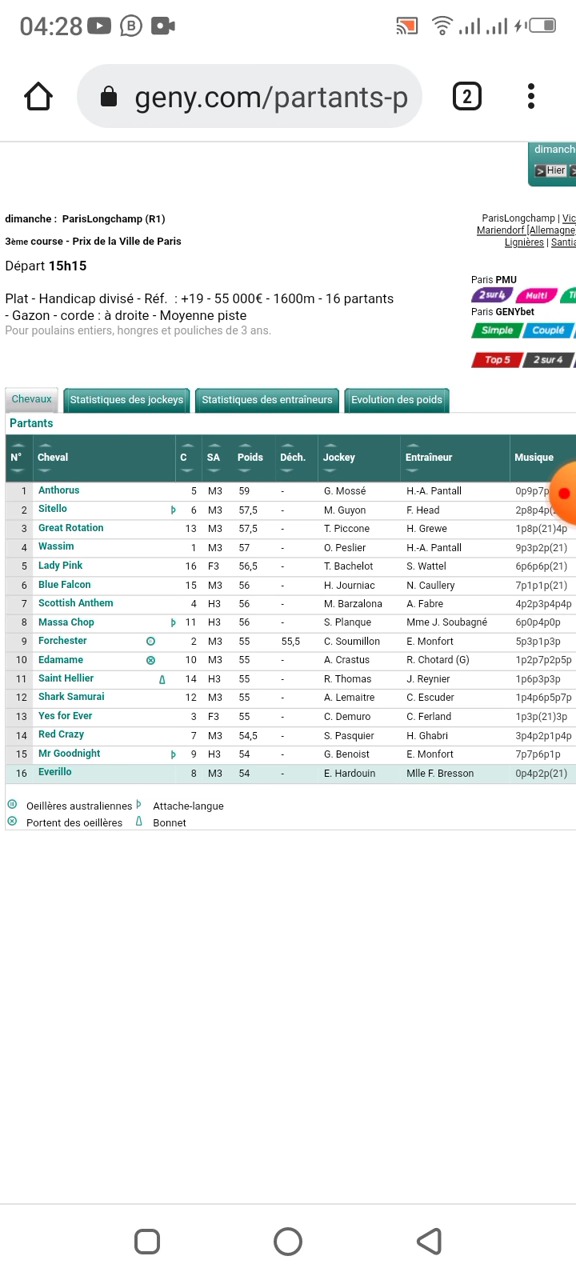 04:28
geny.com/partants-p
2
dimanch
> Hier >
dimanche : ParisLongchamp (R1)
3ème course - Prix de la Ville de Paris
Départ 15h15
Plat - Handicap divisé - Réf. : +19 - 55 000€ - 1600m - 16 partants
- Gazon - corde : à droite - Moyenne piste
Pour poulains entiers, hongres et pouliches de 3 ans.
ParisLongchamp | Vic
Mariendorf [Allemagne
Lignières | Santia
Paris PMU
2sur4 Multi Ti
Paris GENYbet
Simple Couplé
Top 5 2 sur 4
Chevaux Statistiques des jockeys Statistiques des entraîneurs Evolution des poids
Partants
N° Cheval C SA Poids Déch. Jockey Entraîneur Musique
1 Anthorus 5 M3 59 - G. Mossé H.-A. Pantall 0p9p7p
2 Sitello 6 M3 57,5 - M. Guyon F. Head 2p8p4p(
3 Great Rotation 13 M3 57,5 - T. Piccone H. Grewe 1p8p(21)4p
4 Wassim 1 M3 57 - O. Peslier H.-A. Pantall 9p3p2p(21)
5 Lady Pink 16 F3 56,5 - T. Bachelot S. Wattel 6p6p6p(21)
6 Blue Falcon 15 M3 56 - H. Journiac N. Caullery 7p1p1p(21)
7 Scottish Anthem 4 H3 56 - M. Barzalona A. Fabre 4p2p3p4p4p
8 Massa Chop 11 H3 56 - S. Planque Mme J. Soubagné 6p0p4p0p
9 Forchester 2 M3 55 55,5 C. Soumillon E. Monfort 5p3p1p3p
10 Edamame 10 M3 55 - A. Crastus R. Chotard (G) 1p2p7p2p5p
11 Saint Hellier 14 H3 55 - R. Thomas J. Reynier 1p6p3p3p
12 Shark Samurai 12 M3 55 - A. Lemaitre C. Escuder 1p4p6p5p7p
13 Yes for Ever 3 F3 55 - C. Demuro C. Ferland 1p3p(21)3p
14 Red Crazy 7 M3 54,5 - S. Pasquier H. Ghabri 3p4p2p1p4p
15 Mr Goodnight 9 H3 54 - G. Benoist E. Monfort 7p7p6p1p
16 Everillo 8 M3 54 - E. Hardouin Mlle F. Bresson 0p4p2p(21)
Oeillères australiennes Attache-langue
Portent des oeillères Bonnet